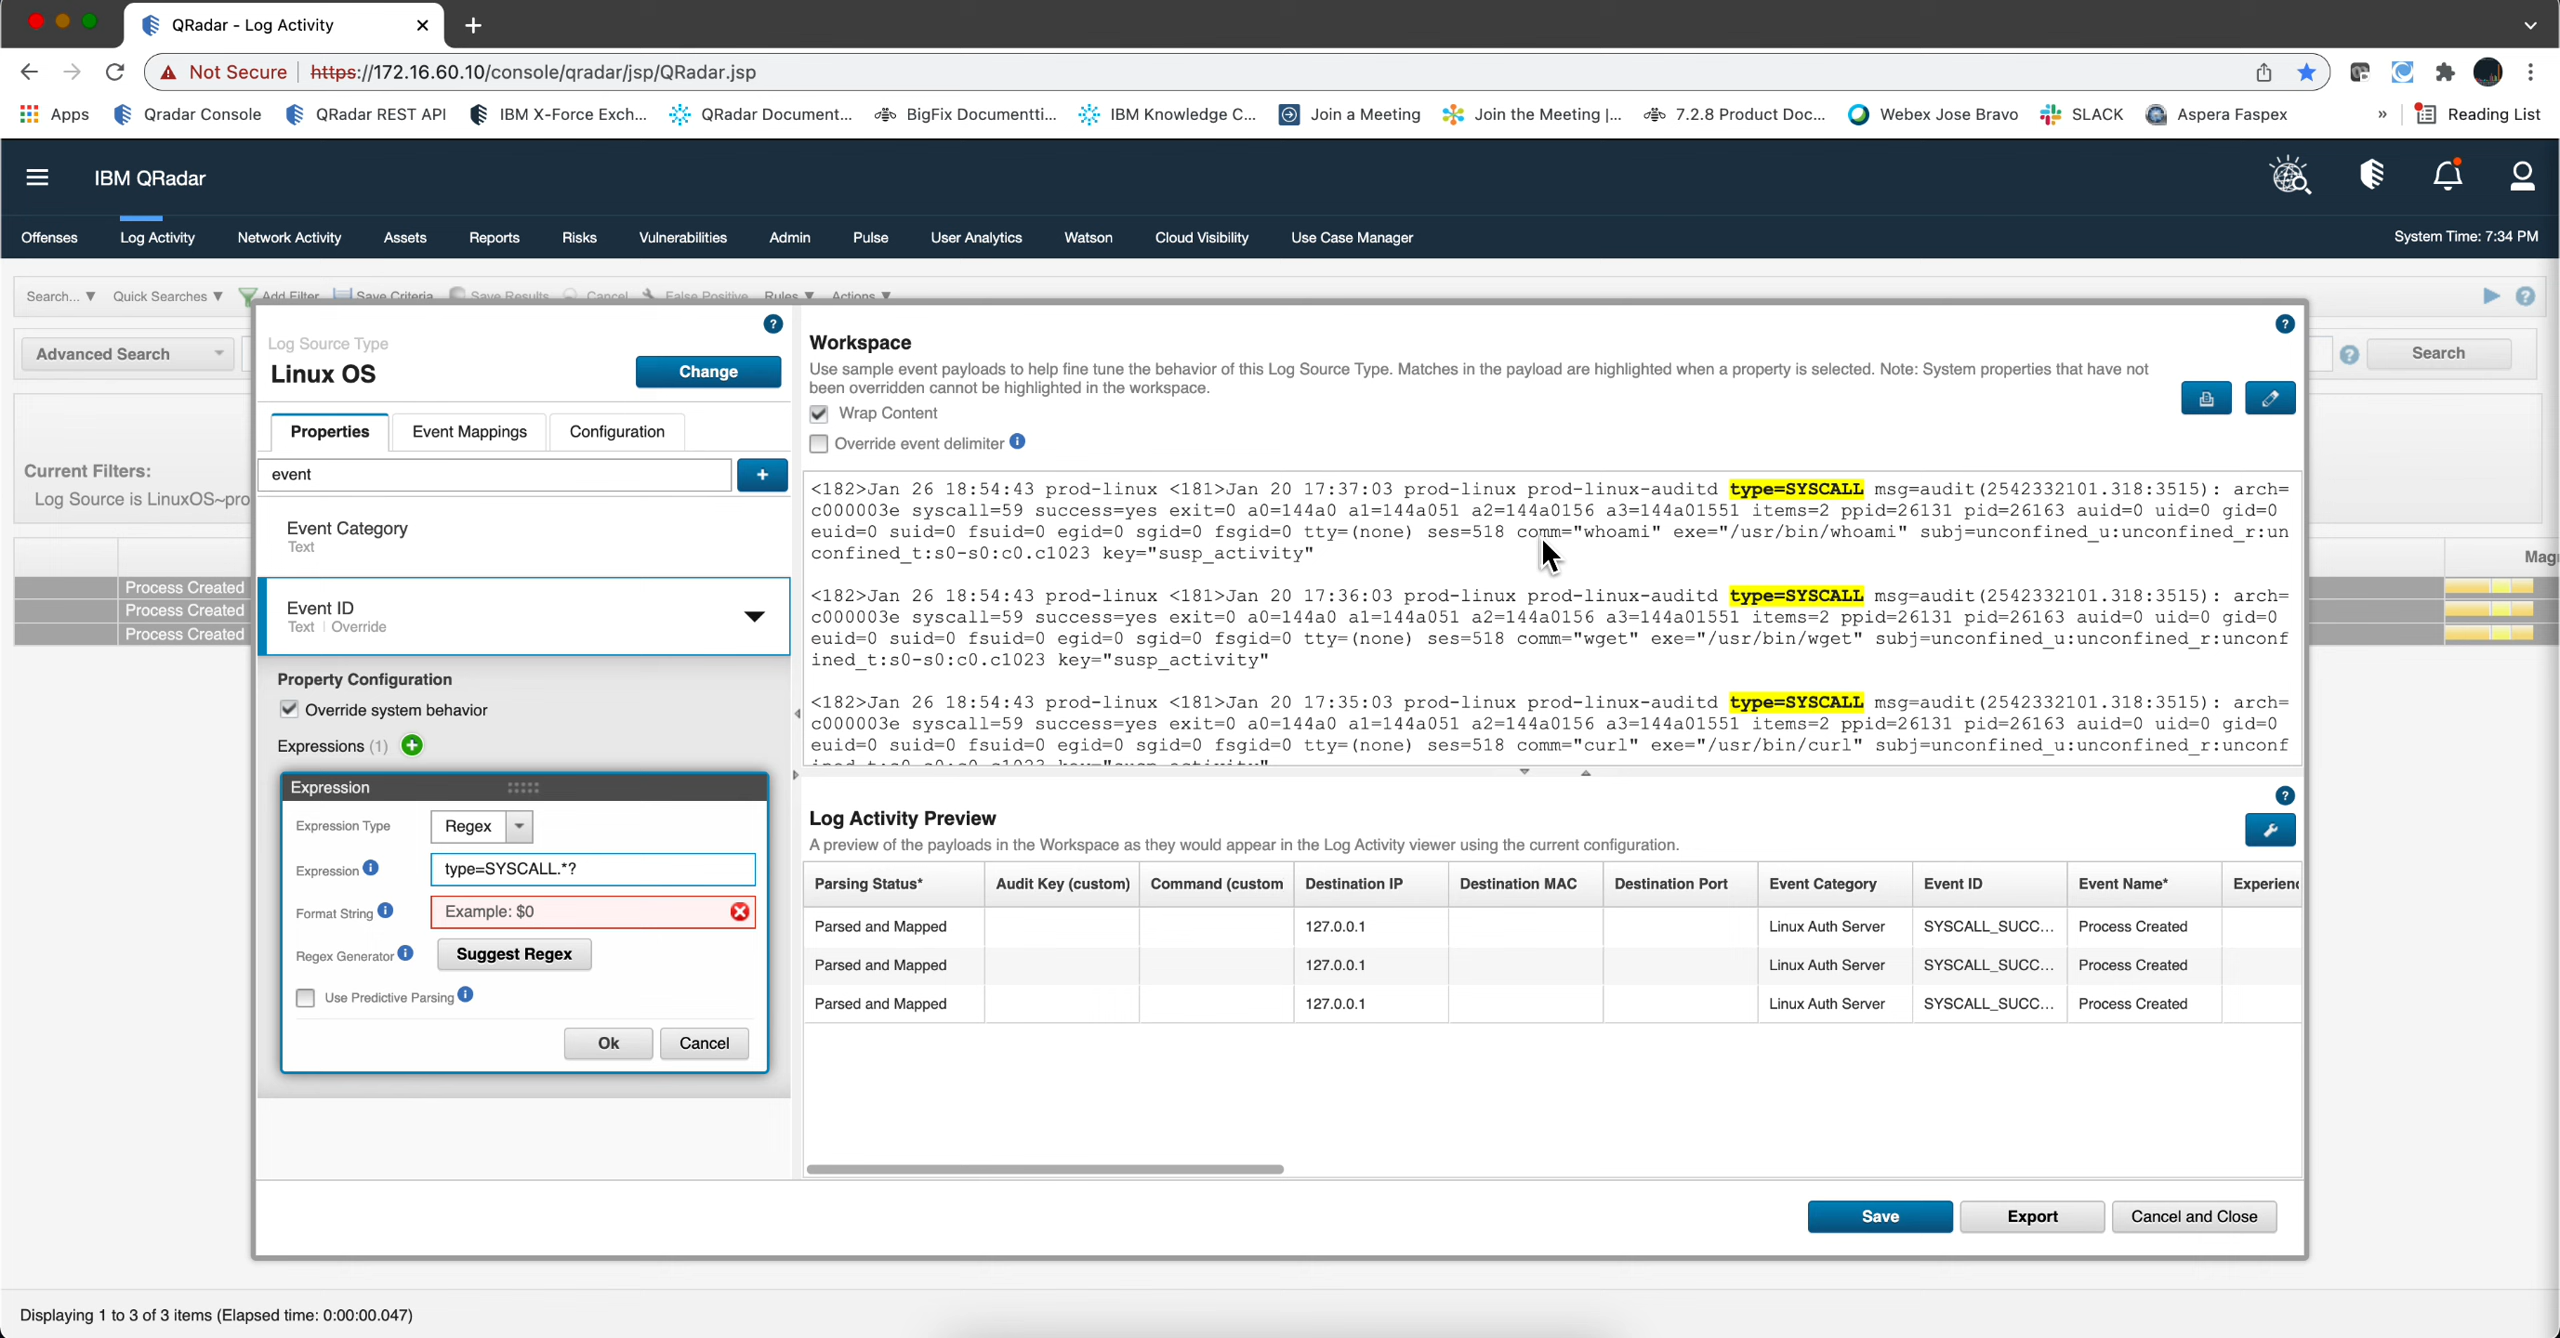 QRadar - Log Activity
Not Secure https://172.16.60.10/console/qradar/jsp/QRadar.jsp
Apps Qradar Console QRadar REST API IBM X-Force Exch... QRadar Document... BigFix Documentti... IBM Knowledge C... Join a Meeting Join the Meeting |... 7.2.8 Product Doc... Webex Jose Bravo SLACK Aspera Faspex » Reading List
IBM QRadar
Offenses Log Activity Network Activity Assets Reports Risks Vulnerabilities Admin Pulse User Analytics Watson Cloud Visibility Use Case Manager System Time: 7:34 PM
Search... Quick Searches Add Filter Save Criteria Save Results Cancel False Positive Rules Actions
Advanced Search
Search
Current Filters:
Log Source is LinuxOS~pro
Mag
Process Created
Process Created
Process Created
Log Source Type
Linux OS
Change
Properties Event Mappings Configuration
event
+
Event Category
Text
Event ID
Text | Override
Property Configuration
Override system behavior
Expressions (1)
Expression
Expression Type Regex
Expression type=SYSCALL.*?
Format String Example: $0
Regex Generator Suggest Regex
Use Predictive Parsing
Ok Cancel
Workspace
Use sample event payloads to help fine tune the behavior of this Log Source Type. Matches in the payload are highlighted when a property is selected. Note: System properties that have not
been overridden cannot be highlighted in the workspace.
Wrap Content
Override event delimiter
<182>Jan 26 18:54:43 prod-linux <181>Jan 20 17:37:03 prod-linux prod-linux-auditd type=SYSCALL msg=audit(2542332101.318:3515): arch=
c000003e syscall=59 success=yes exit=0 a0=144a0 a1=144a051 a2=144a0156 a3=144a01551 items=2 ppid=26131 pid=26163 auid=0 uid=0 gid=0
euid=0 suid=0 fsuid=0 egid=0 sgid=0 fsgid=0 tty=(none) ses=518 comm="whoami" exe="/usr/bin/whoami" subj=unconfined_u:unconfined_r:un
confined_t:s0-s0:c0.c1023 key="susp_activity"
<182>Jan 26 18:54:43 prod-linux <181>Jan 20 17:36:03 prod-linux prod-linux-auditd type=SYSCALL msg=audit(2542332101.318:3515): arch=
c000003e syscall=59 success=yes exit=0 a0=144a0 a1=144a051 a2=144a0156 a3=144a01551 items=2 ppid=26131 pid=26163 auid=0 uid=0 gid=0
euid=0 suid=0 fsuid=0 egid=0 sgid=0 fsgid=0 tty=(none) ses=518 comm="wget" exe="/usr/bin/wget" subj=unconfined_u:unconfined_r:unconf
ined_t:s0-s0:c0.c1023 key="susp_activity"
<182>Jan 26 18:54:43 prod-linux <181>Jan 20 17:35:03 prod-linux prod-linux-auditd type=SYSCALL msg=audit(2542332101.318:3515): arch=
c000003e syscall=59 success=yes exit=0 a0=144a0 a1=144a051 a2=144a0156 a3=144a01551 items=2 ppid=26131 pid=26163 auid=0 uid=0 gid=0
euid=0 suid=0 fsuid=0 egid=0 sgid=0 fsgid=0 tty=(none) ses=518 comm="curl" exe="/usr/bin/curl" subj=unconfined_u:unconfined_r:unconf
Log Activity Preview
A preview of the payloads in the Workspace as they would appear in the Log Activity viewer using the current configuration.
Parsing Status* Audit Key (custom) Command (custom Destination IP Destination MAC Destination Port Event Category Event ID Event Name* Experienc
Parsed and Mapped 127.0.0.1 Linux Auth Server SYSCALL_SUCC... Process Created
Parsed and Mapped 127.0.0.1 Linux Auth Server SYSCALL_SUCC... Process Created
Parsed and Mapped 127.0.0.1 Linux Auth Server SYSCALL_SUCC... Process Created
Save Export Cancel and Close
Displaying 1 to 3 of 3 items (Elapsed time: 0:00:00.047)